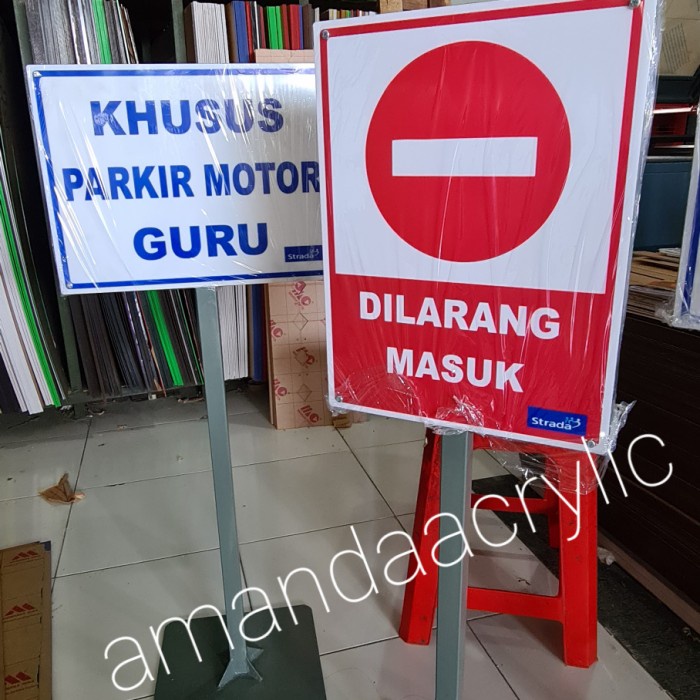 KHUSUS
PARKIR MOTOR
GURU
Strada
DILARANG
MASUK
Strada
amandaacrylic